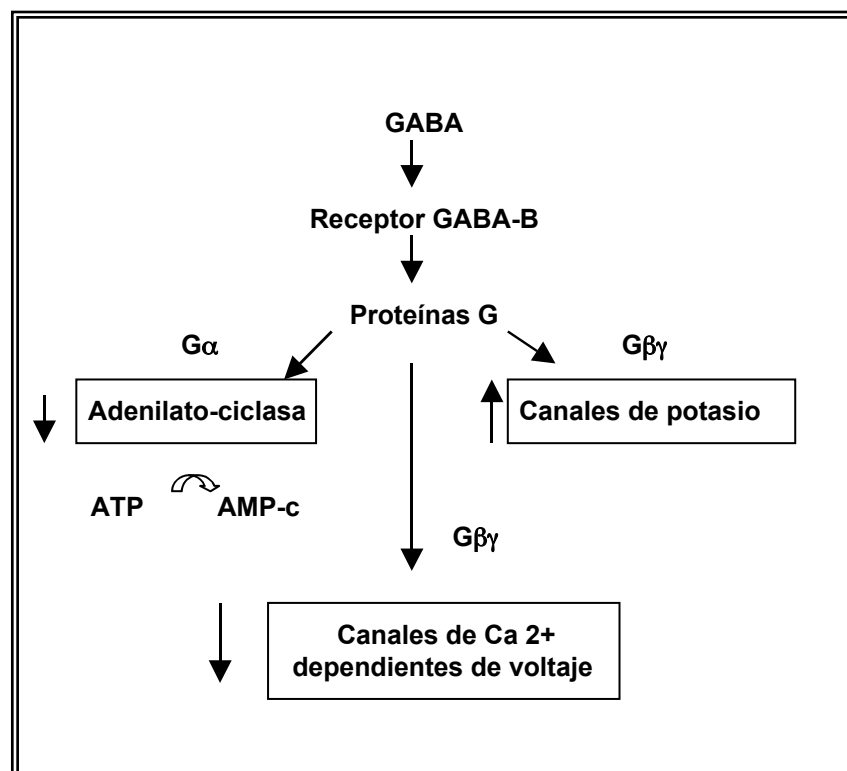 GABA
Receptor GABA-B
Proteínas G
Gα
Gβγ
Adenilato-ciclasa
Canales de potasio
ATP
AMP-c
Gβγ
Canales de Ca 2+
dependientes de voltaje